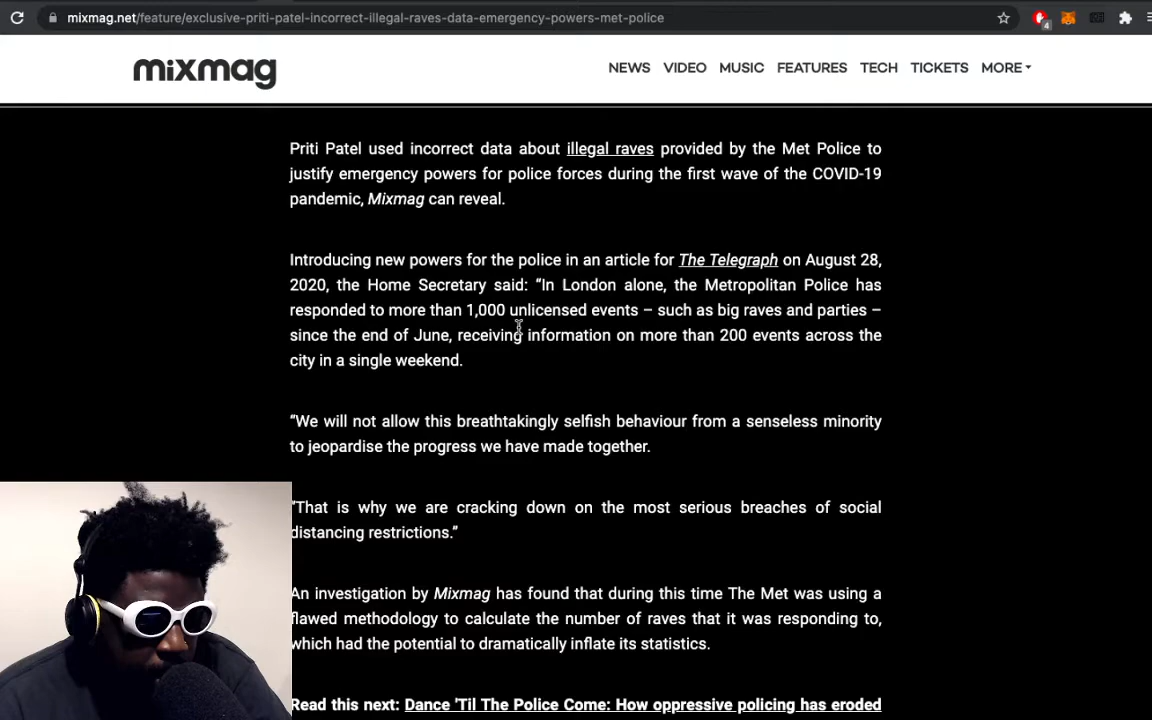 mixmag.net/feature/exclusive-priti-patel-incorrect-illegal-raves-data-emergency-powers-met-police
4
mixmag
NEWS VIDEO MUSIC FEATURES TECH TICKETS MORE
Priti Patel used incorrect data about illegal raves provided by the Met Police to
justify emergency powers for police forces during the first wave of the COVID-19
pandemic, Mixmag can reveal.
Introducing new powers for the police in an article for The Telegraph on August 28,
2020, the Home Secretary said: “In London alone, the Metropolitan Police has
responded to more than 1,000 unlicensed events – such as big raves and parties –
since the end of June, receiving information on more than 200 events across the
city in a single weekend.
“We will not allow this breathtakingly selfish behaviour from a senseless minority
to jeopardise the progress we have made together.
“That is why we are cracking down on the most serious breaches of social
distancing restrictions.”
An investigation by Mixmag has found that during this time The Met was using a
flawed methodology to calculate the number of raves that it was responding to,
which had the potential to dramatically inflate its statistics.
Read this next: Dance 'Til The Police Come: How oppressive policing has eroded